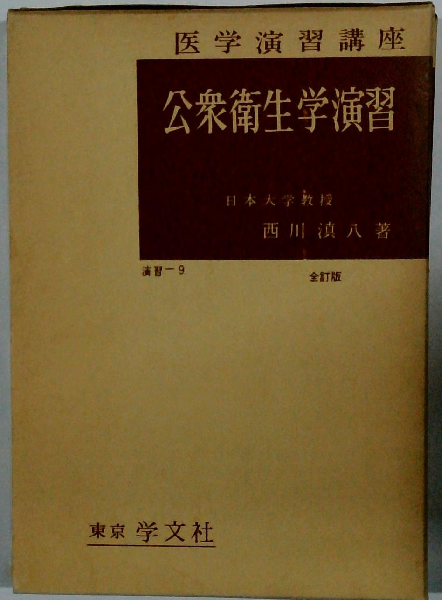 医学演習講座
公衆衛生学演習
日本大学教授
西川滇八著
演習－9
全訂版
東京 学文社